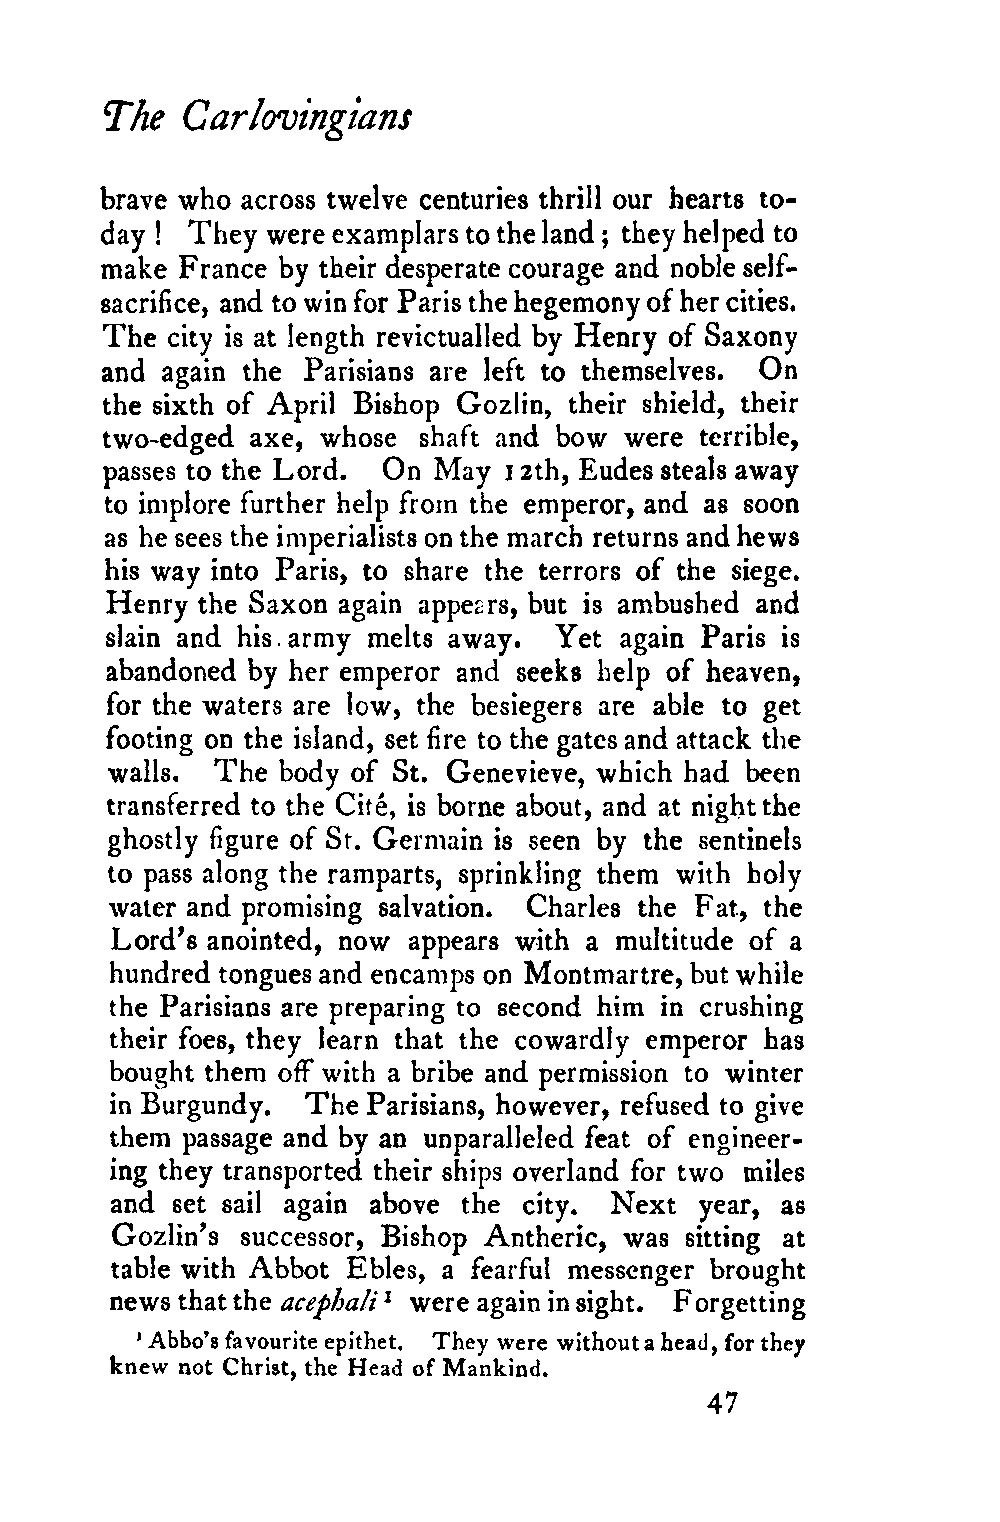 The Carlovingians
brave who across twelve centuries thrill our hearts to-
day ! They were examplars to the land ; they helped to
make France by their desperate courage and noble self-
sacrifice, and to win for Paris the hegemony of her cities.
The city is at length revictualled by Henry of Saxony
and again the Parisians are left to themselves. On
the sixth of April Bishop Gozlin, their shield, their
two-edged axe, whose shaft and bow were terrible,
passes to the Lord. On May 12th, Eudes steals away
to implore further help from the emperor, and as soon
as he sees the imperialists on the march returns and hews
his way into Paris, to share the terrors of the siege.
Henry the Saxon again appears, but is ambushed and
slain and his army melts away. Yet again Paris is
abandoned by her emperor and seeks help of heaven,
for the waters are low, the besiegers are able to get
footing on the island, set fire to the gates and attack the
walls. The body of St. Genevieve, which had been
transferred to the Cité, is borne about, and at night the
ghostly figure of St. Germain is seen by the sentinels
to pass along the ramparts, sprinkling them with holy
water and promising salvation. Charles the Fat, the
Lord's anointed, now appears with a multitude of a
hundred tongues and encamps on Montmartre, but while
the Parisians are preparing to second him in crushing
their foes, they learn that the cowardly emperor has
bought them off with a bribe and permission to winter
in Burgundy. The Parisians, however, refused to give
them passage and by an unparalleled feat of engineer-
ing they transported their ships overland for two miles
and set sail again above the city. Next year, as
Gozlin's successor, Bishop Antheric, was sitting at
table with Abbot Ebles, a fearful messenger brought
news that the acephali ¹ were again in sight. Forgetting
¹ Abbo's favourite epithet. They were without a head, for they
knew not Christ, the Head of Mankind.
47